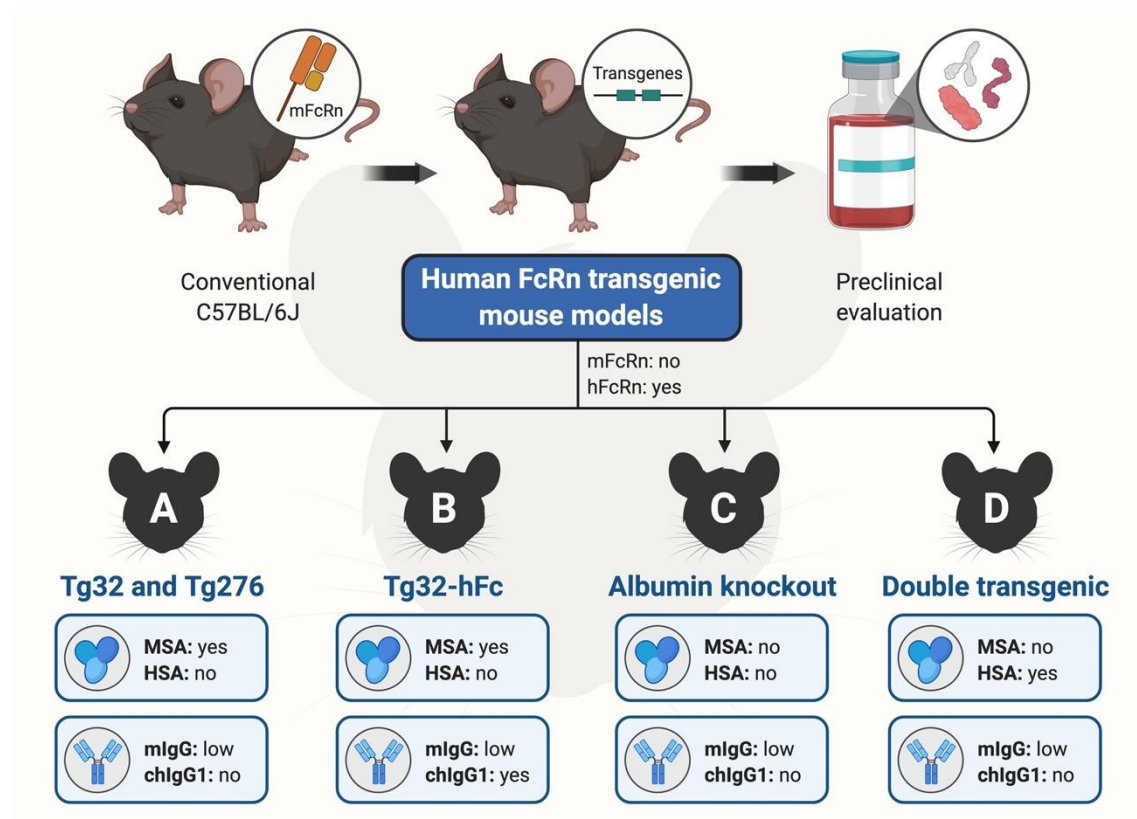 mFcRn
Transgenes
Conventional
C57BL/6J
Human FcRn transgenic
mouse models
Preclinical
evaluation
mFcRn: no
hFcRn: yes
A
B
C
D
Tg32 and Tg276
Tg32-hFc
Albumin knockout
Double transgenic
MSA: yes
HSA: no
MSA: yes
HSA: no
MSA: no
HSA: no
MSA: no
HSA: yes
mIgG: low
chIgG1: no
mIgG: low
chIgG1: yes
mIgG: low
chIgG1: no
mIgG: low
chIgG1: no